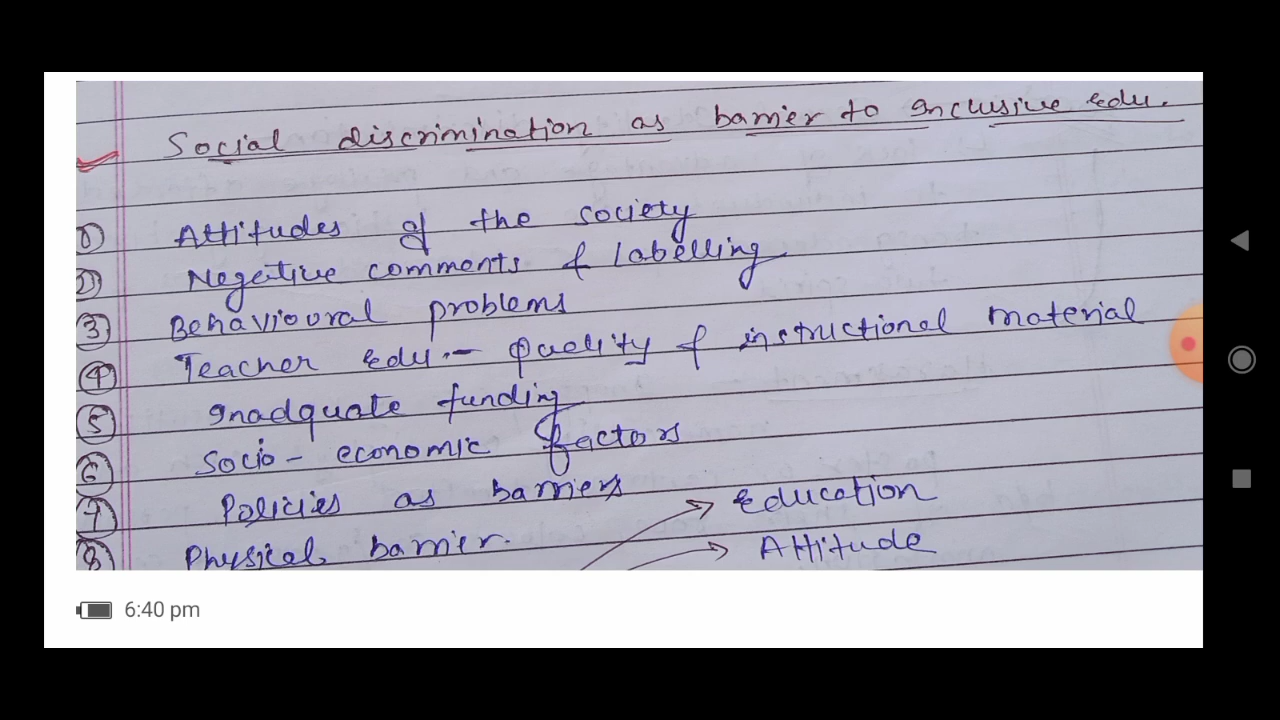 Social discrimination as barrier to Inclusive edu.
① Attitudes of the society
② Negeitive comments & labelling
③ Behavioural problems
④ Teacher edu :- quality of instructional material
⑤ Inadquate funding
⑥ Socio - economic factors
⑦ Policies as barriers
→ Education
⑧ Physical barrier.
→ Attitude
6:40 pm